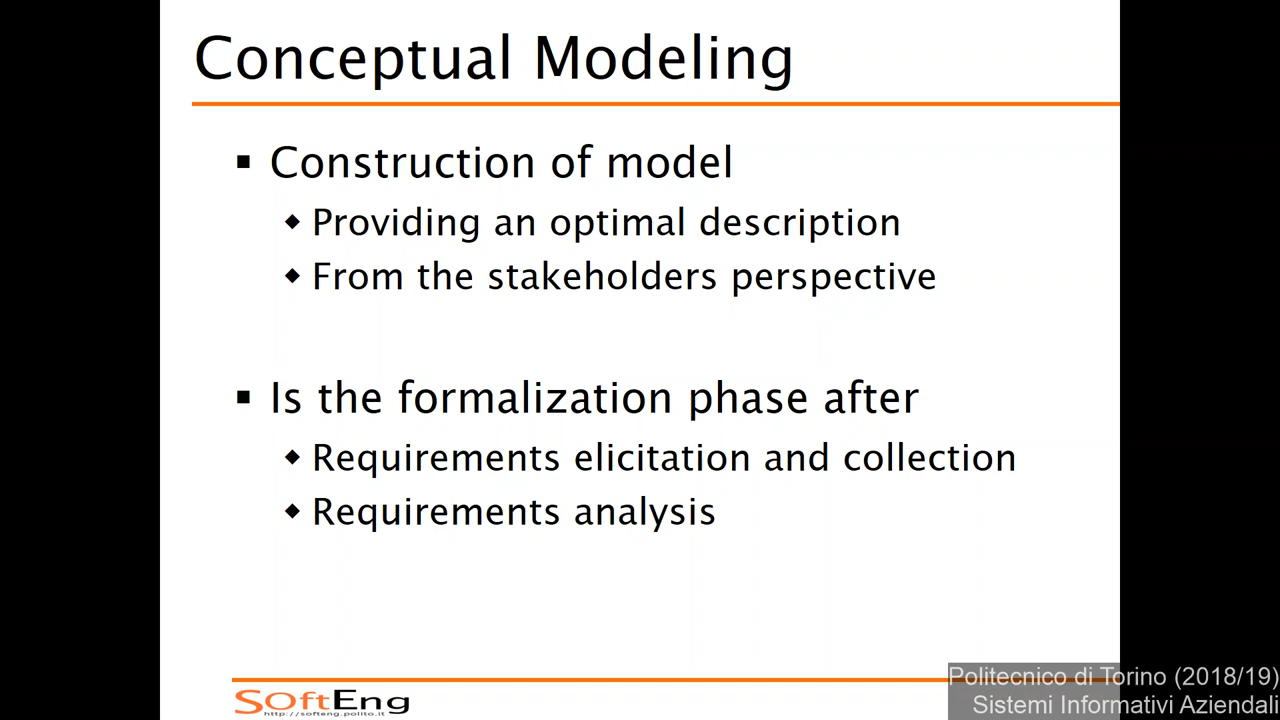 Conceptual Modeling
Construction of model
Providing an optimal description
From the stakeholders perspective
Is the formalization phase after
Requirements elicitation and collection
Requirements analysis
SOftEng
http://softeng.polito.it
Politecnico di Torino (2018/19)
Sistemi Informativi Aziendali